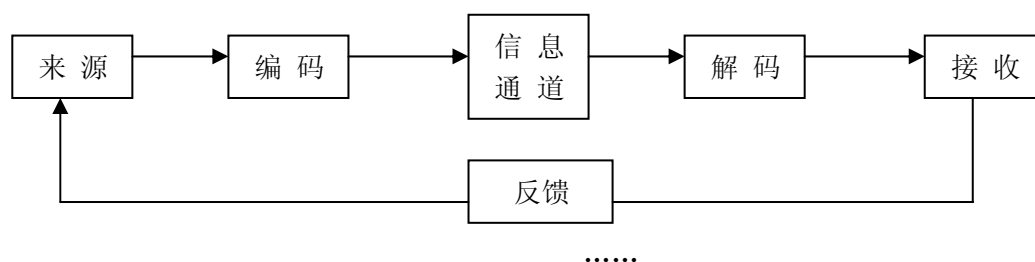 来 源
编 码
信 息
通 道
解 码
接 收
反馈
……